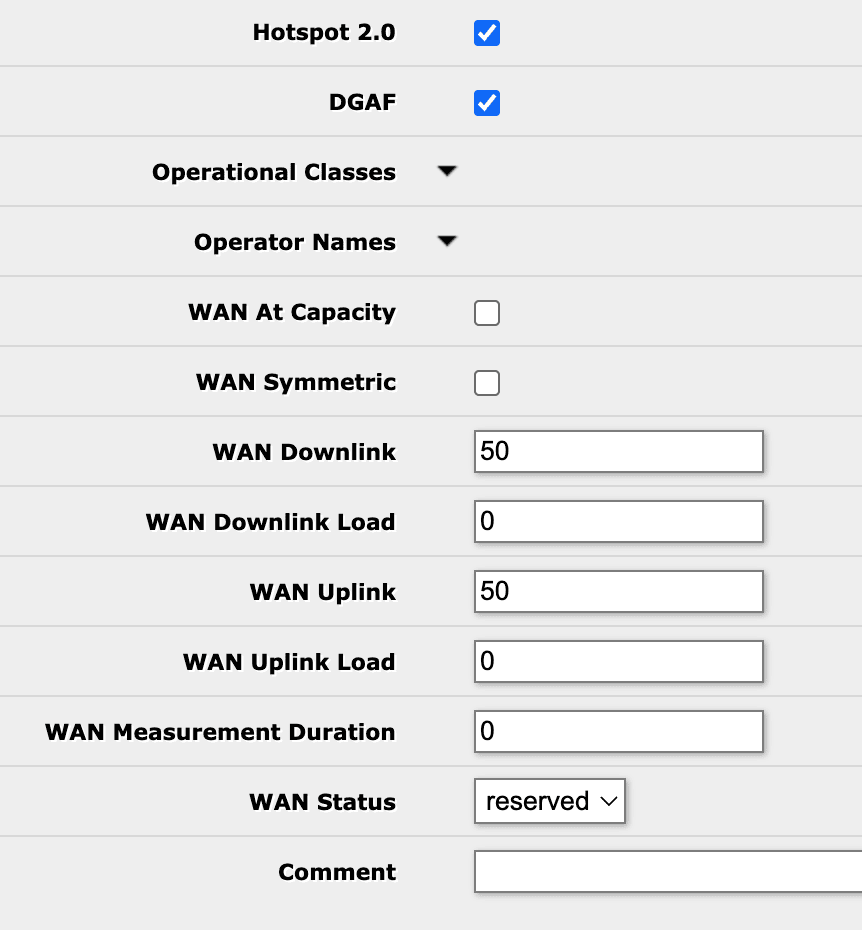 Hotspot 2.0
DGAF
Operational Classes
Operator Names
WAN At Capacity
WAN Symmetric
WAN Downlink 50
WAN Downlink Load 0
WAN Uplink 50
WAN Uplink Load 0
WAN Measurement Duration 0
WAN Status reserved
Comment